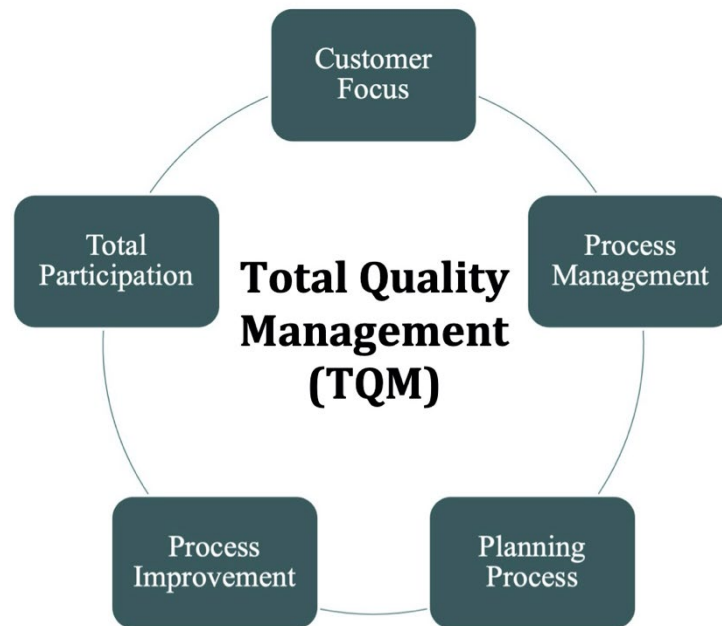 Customer
Focus
Total
Participation
Process
Management
Total Quality
Management
(TQM)
Process
Improvement
Planning
Process